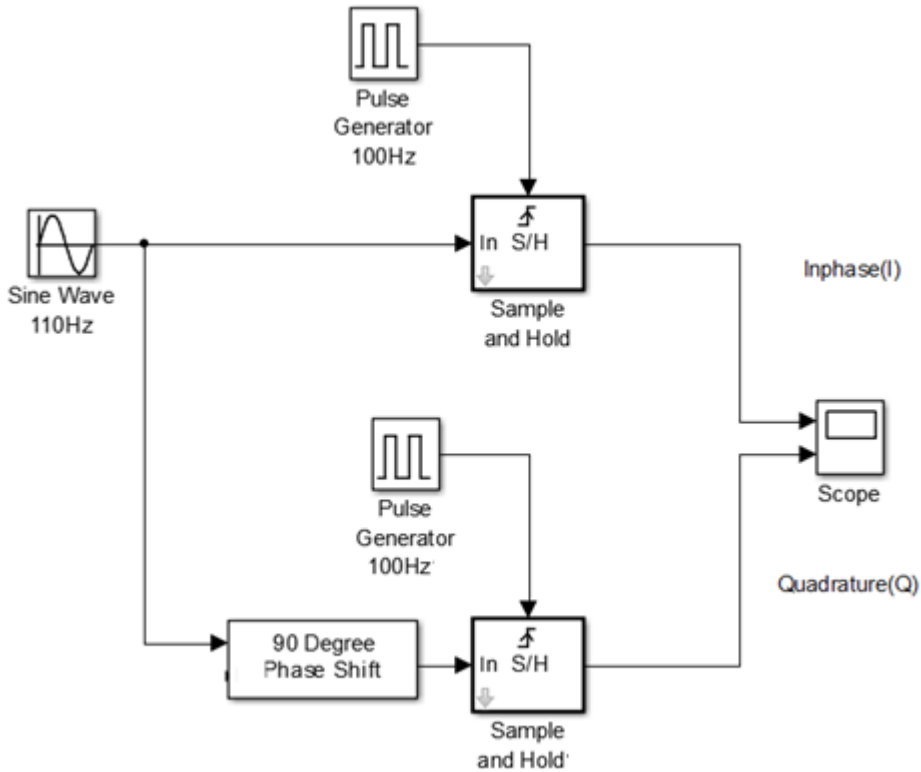 Pulse
Generator
100Hz
In S/H
Sample
and Hold
Sine Wave
110Hz
Inphase(I)
Scope
Pulse
Generator
100Hz
Quadrature(Q)
90 Degree
Phase Shift
In S/H
Sample
and Hold